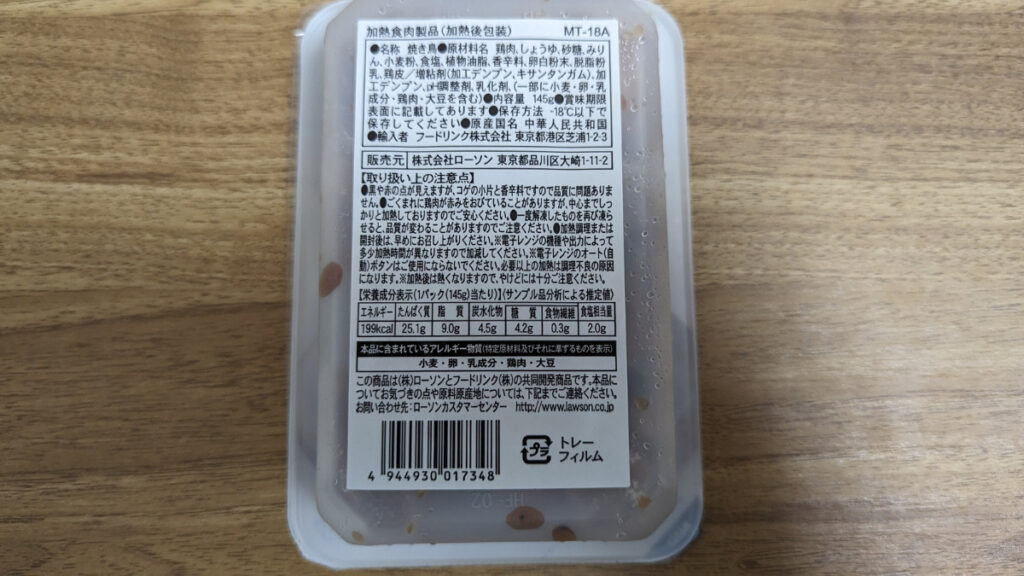 加熱食肉製品(加熱後包装) MT-18A
●名称 焼き鳥●原材料名 鶏肉、しょうゆ、砂糖、みり
ん、小麦粉、食塩、植物油脂、香辛料、卵白粉末、脱脂粉
乳、鶏皮/増粘剤(加工デンプン、キサンタンガム)、加
工デンプン、pH調整剤、乳化剤、(一部に小麦・卵・乳
成分・鶏肉・大豆を含む)●内容量 145g●賞味期限
表面に記載してあります●保存方法 -18℃以下で
保存してください●原産国名 中華人民共和国
●輸入者 フードリンク株式会社 東京都港区芝浦1-2-3
販売元 株式会社ローソン 東京都品川区大崎1-11-2
【取り扱い上の注意点】
●黒や赤の点が見えますが、コゲの小片と香辛料ですので品質に問題ありま
せん。●ごくまれに鶏肉が赤みをおびていることがありますが、中心までしっ
かりと加熱しておりますのでご安心ください。●一度解凍したものを再び凍ら
せると、品質が変わることがありますのでご注意ください。●加熱調理または
開封後は、早めにお召し上がりください。※電子レンジの機種や出力によって
多少加熱時間が異なりますので加減してください。※電子レンジのオート(自
動)ボタンはご使用にならないでください。必要以上の加熱は調理不良の原因
になります。※加熱後は熱くなりますので、やけどには十分ご注意ください。
【栄養成分表示(1パック(145g)当たり)】(サンプル品分析による推定値)
エネルギー たんぱく質 脂質 炭水化物 糖質 食物繊維 食塩相当量
199kcal 25.1g 9.0g 4.5g 4.2g 0.3g 2.0g
本品に含まれているアレルギー物質(特定原材料及びそれに準ずるものを表示)
小麦・卵・乳成分・鶏肉・大豆
この商品は(株)ローソンとフードリンク(株)の共同開発商品です。本品に
ついてお気づきの点や原料原産地については、下記までご連絡ください。
お問い合わせ先:ローソンカスタマーセンター http://www.lawson.co.jp
4 944930 017348
プラ
トレー
フィルム